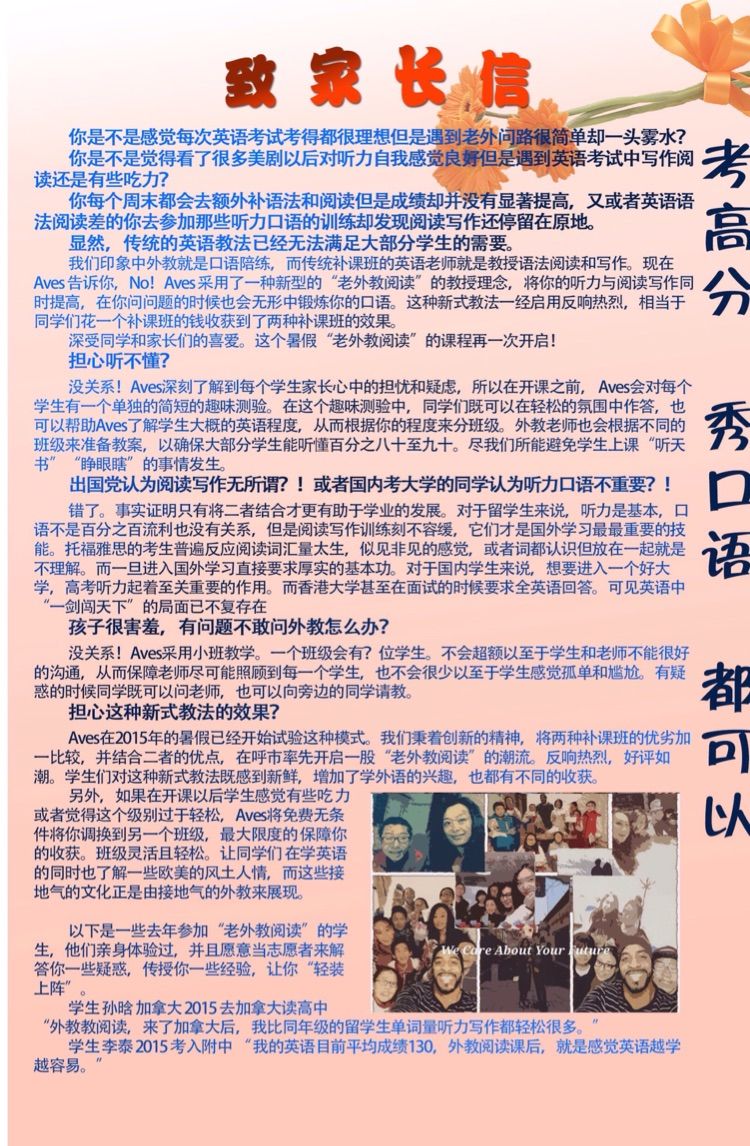 致家长信
你是不是感觉每次英语考试考得都很理想但是遇到老外问路很简单却一头雾水?
你是不是觉得看了很多美剧以后对听力自我感觉良好但是遇到英语考试中写作阅
读还是有些吃力?
你每个周末都会去额外补语法和阅读但是成绩却并没有显著提高，又或者英语语
法阅读差的你去参加那些听力口语的训练却发现阅读写作还停留在原地。
显然，传统的英语教法已经无法满足大部分学生的需要。
我们印象中外教就是口语陪练，而传统补课班的英语老师就是教授语法阅读和写作。现在
Aves 告诉你，No！Aves 采用了一种新型的“老外教阅读”的教授理念，将你的听力与阅读写作同
时提高，在你问问题的时候也会无形中锻炼你的口语。这种新式教法一经启用反响热烈，相当于
同学们花一个补课班的钱收获到了两种补课班的效果。
深受同学和家长们的喜爱。这个暑假“老外教阅读”的课程再一次开启！
担心听不懂?
没关系！Aves深刻了解到每个学生家长心中的担忧和疑虑，所以在开课之前，Aves会对每个
学生有一个单独的简短的趣味测验。在这个趣味测验中，同学们既可以在轻松的氛围中作答，也
可以帮助Aves了解学生大概的英语程度，从而根据你的程度来分班级。外教老师也会根据不同的
班级来准备教案，以确保大部分学生能听懂百分之八十至九十。尽我们所能避免学生上课“听天
书”“睁眼瞎”的事情发生。
出国党认为阅读写作无所谓?！或者国内考大学的同学认为听力口语不重要?！
错了。事实证明只有将二者结合才更有助于学业的发展。对于留学生来说，听力是基本，口
语不是百分之百流利也没有关系，但是阅读写作训练刻不容缓，它们才是国外学习最最重要的技
能。托福雅思的考生普遍反应阅读词汇量太生，似见非见的感觉，或者词都认识但放在一起就是
不理解。而一旦进入国外学习直接要求厚实的基本功。对于国内学生来说，想要进入一个好大
学，高考听力起着至关重要的作用。而香港大学甚至在面试的时候要求全英语回答。可见英语中
“一剑闯天下”的局面已不复存在
孩子很害羞，有问题不敢问外教怎么办?
没关系！Aves采用小班教学。一个班级会有？位学生。不会超额以至于学生和老师不能很好
的沟通，从而保障老师尽可能照顾到每一个学生，也不会很少以至于学生感觉孤单和尴尬。有疑
惑的时候同学既可以问老师，也可以向旁边的同学请教。
担心这种新式教法的效果?
Aves在2015年的暑假已经开始试验这种模式。我们秉着创新的精神，将两种补课班的优劣加
一比较，并结合二者的优点，在呼市率先开启一股“老外教阅读”的潮流。反响热烈，好评如
潮。学生们对这种新式教法既感到新鲜，增加了学外语的兴趣，也都有不同的收获。
另外，如果在开课以后学生感觉有些吃力
或者觉得这个级别过于轻松，Aves将免费无条
件将你调换到另一个班级，最大限度的保障你
的收获。班级灵活且轻松。让同学们 在学英语
的同时也了解一些欧美的风土人情，而这些接
地气的文化正是由接地气的外教来展现。
以下是一些去年参加“老外教阅读”的学
生，他们亲身体验过，并且愿意当志愿者来解
答你一些疑惑，传授你一些经验，让你“轻装
上阵”。
学生 孙晗 加拿大 2015 去加拿大读高中
“外教教阅读，来了加拿大后，我比同年级的留学生单词量听力写作都轻松很多。”
学生 李泰 2015 考入附中“我的英语目前平均成绩130，外教阅读课后，就是感觉英语越学
越容易。”
We Care About Your Future
考高分 秀口语 都可以